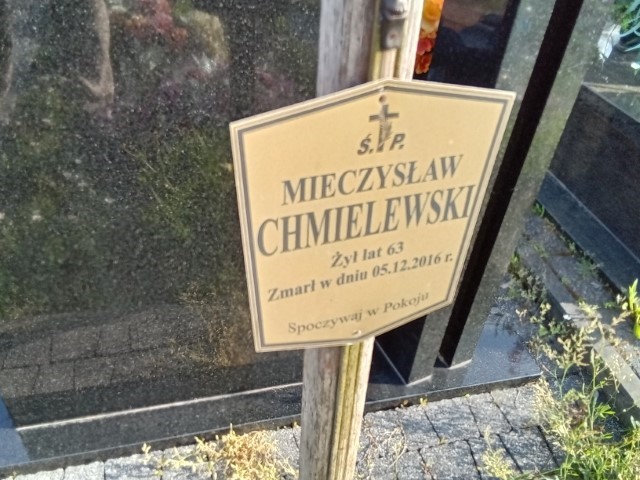 Ś. P.
MIECZYSŁAW
CHMIELEWSKI
Żył lat 63
Zmarł w dniu 05.12.2016 r.
Spoczywaj w Pokoju